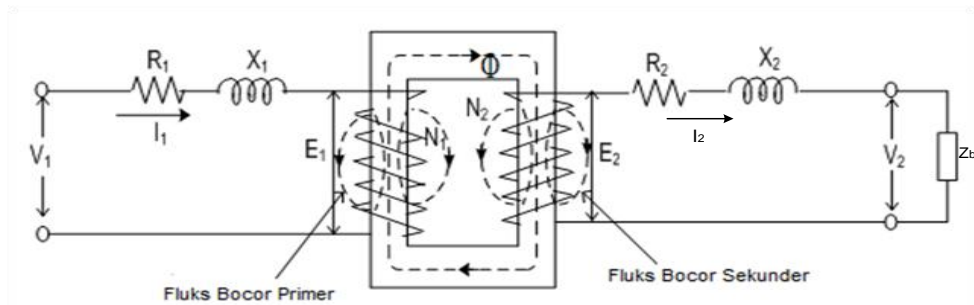 R₁
X₁
I₁
V₁
E₁
N₁
Φ
N₂
E₂
R₂
X₂
I₂
V₂
Zb
Fluks Bocor Primer
Fluks Bocor Sekunder